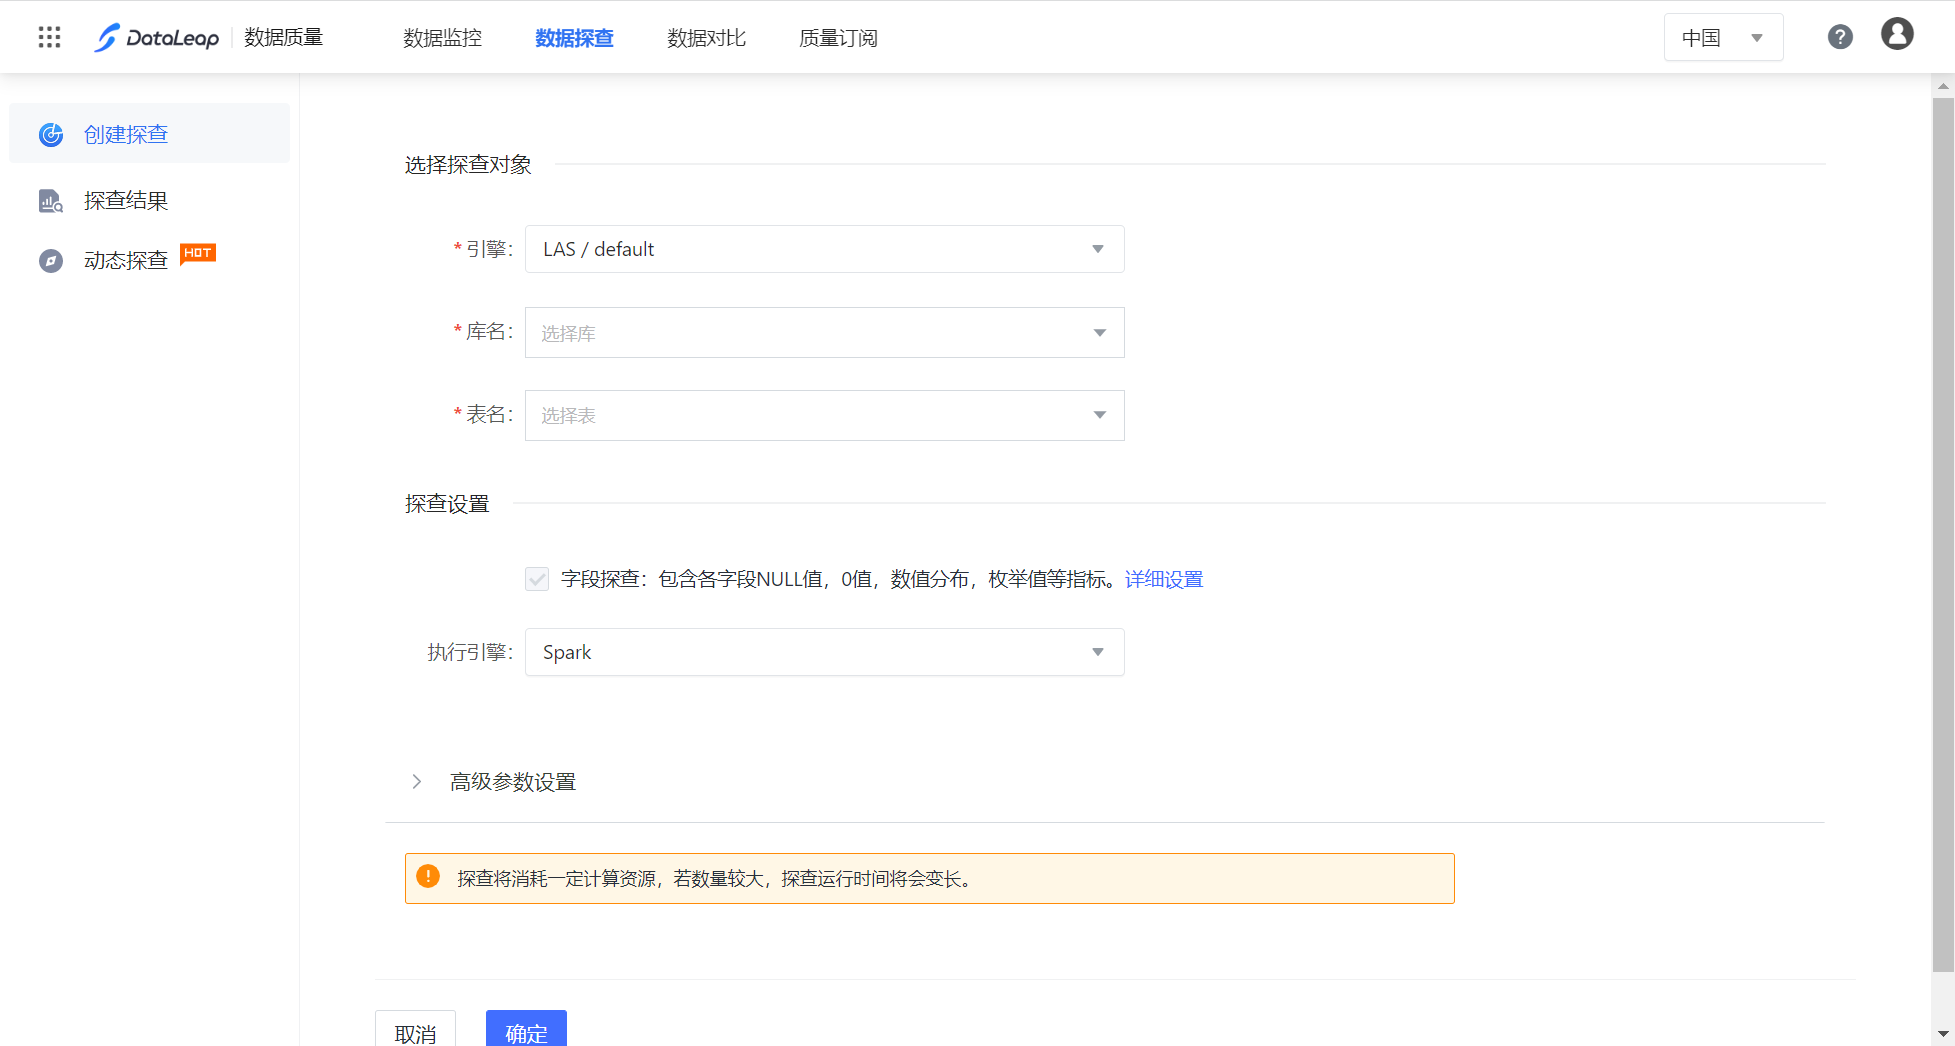 DataLeap 数据质量 数据监控 数据探查 数据对比 质量订阅 中国
创建探查
探查结果
动态探查 HOT
选择探查对象
* 引擎： LAS / default
* 库名： 选择库
* 表名： 选择表
探查设置
字段探查：包含各字段NULL值，0值，数值分布，枚举值等指标。详细设置
执行引擎： Spark
高级参数设置
探查将消耗一定计算资源，若数量较大，探查运行时间将会变长。
取消 确定